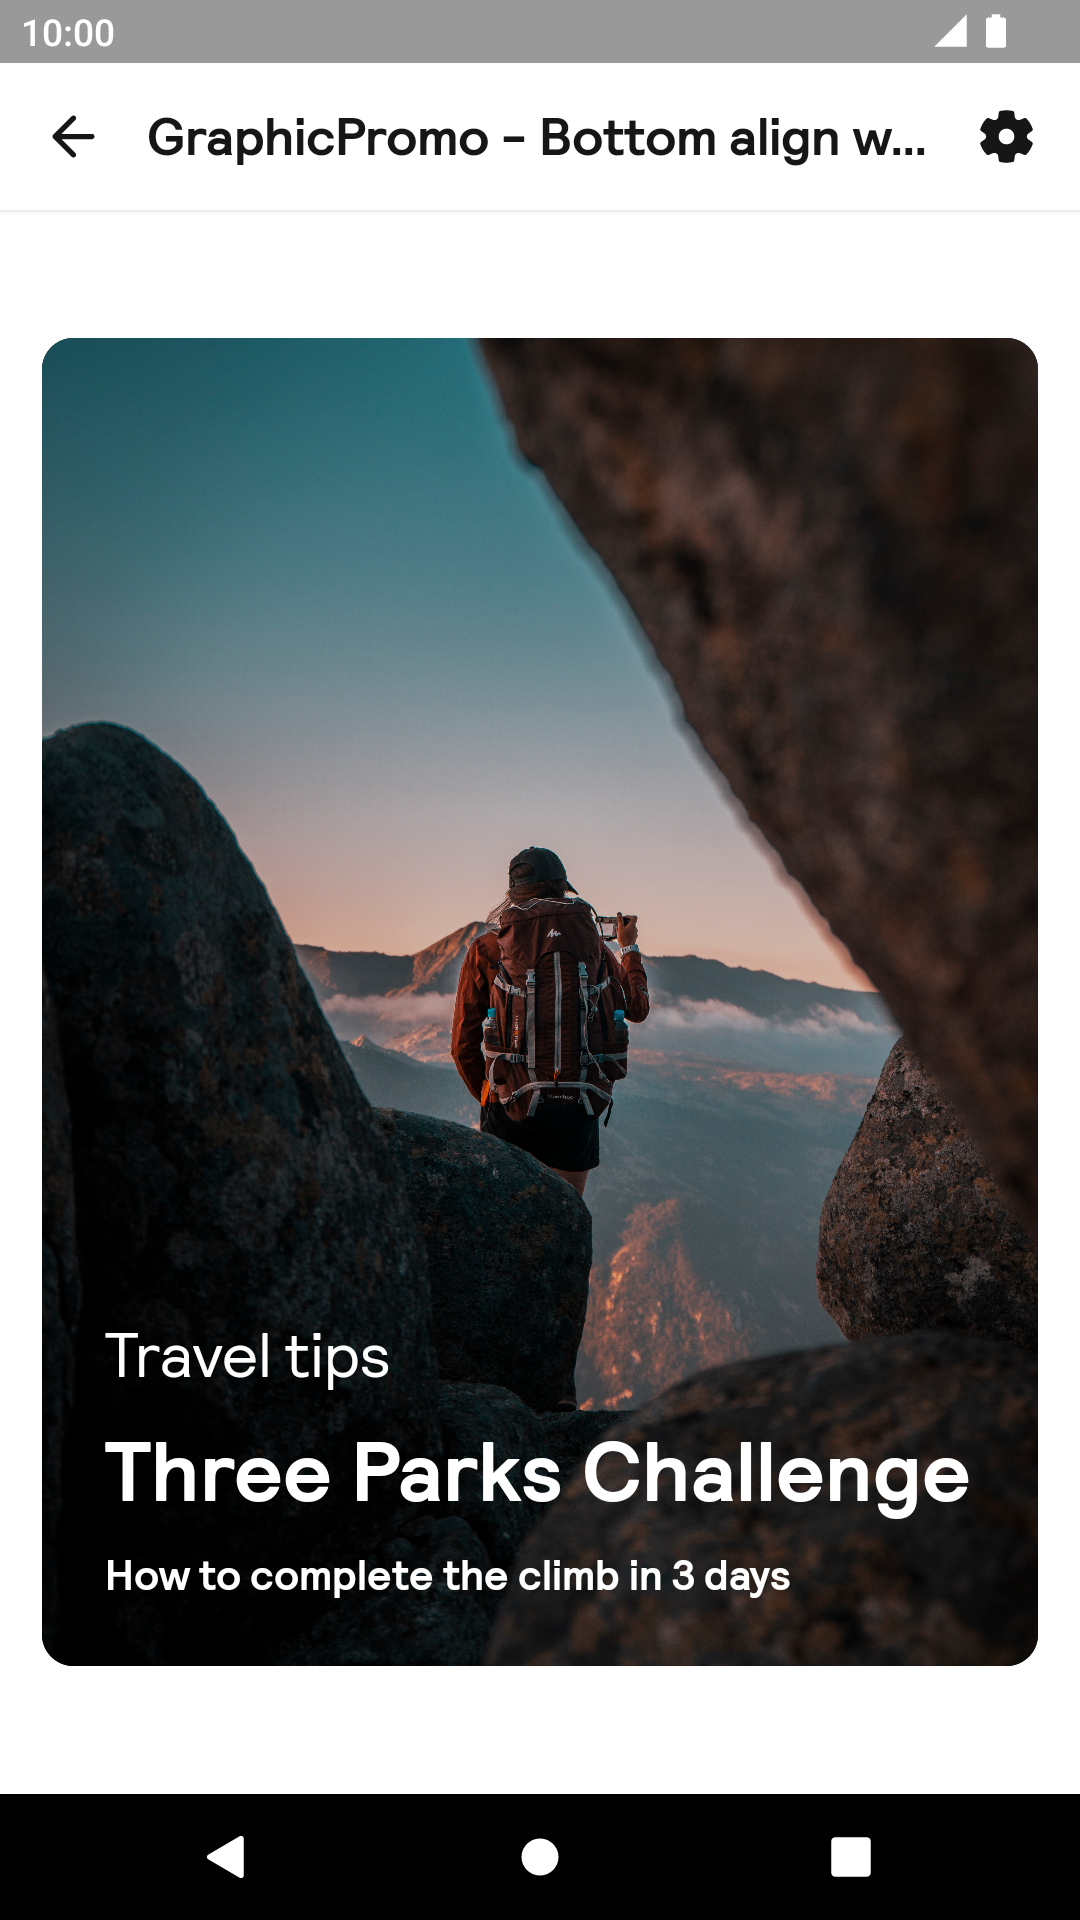 10:00
GraphicPromo - Bottom align w...
Travel tips
Three Parks Challenge
How to complete the climb in 3 days